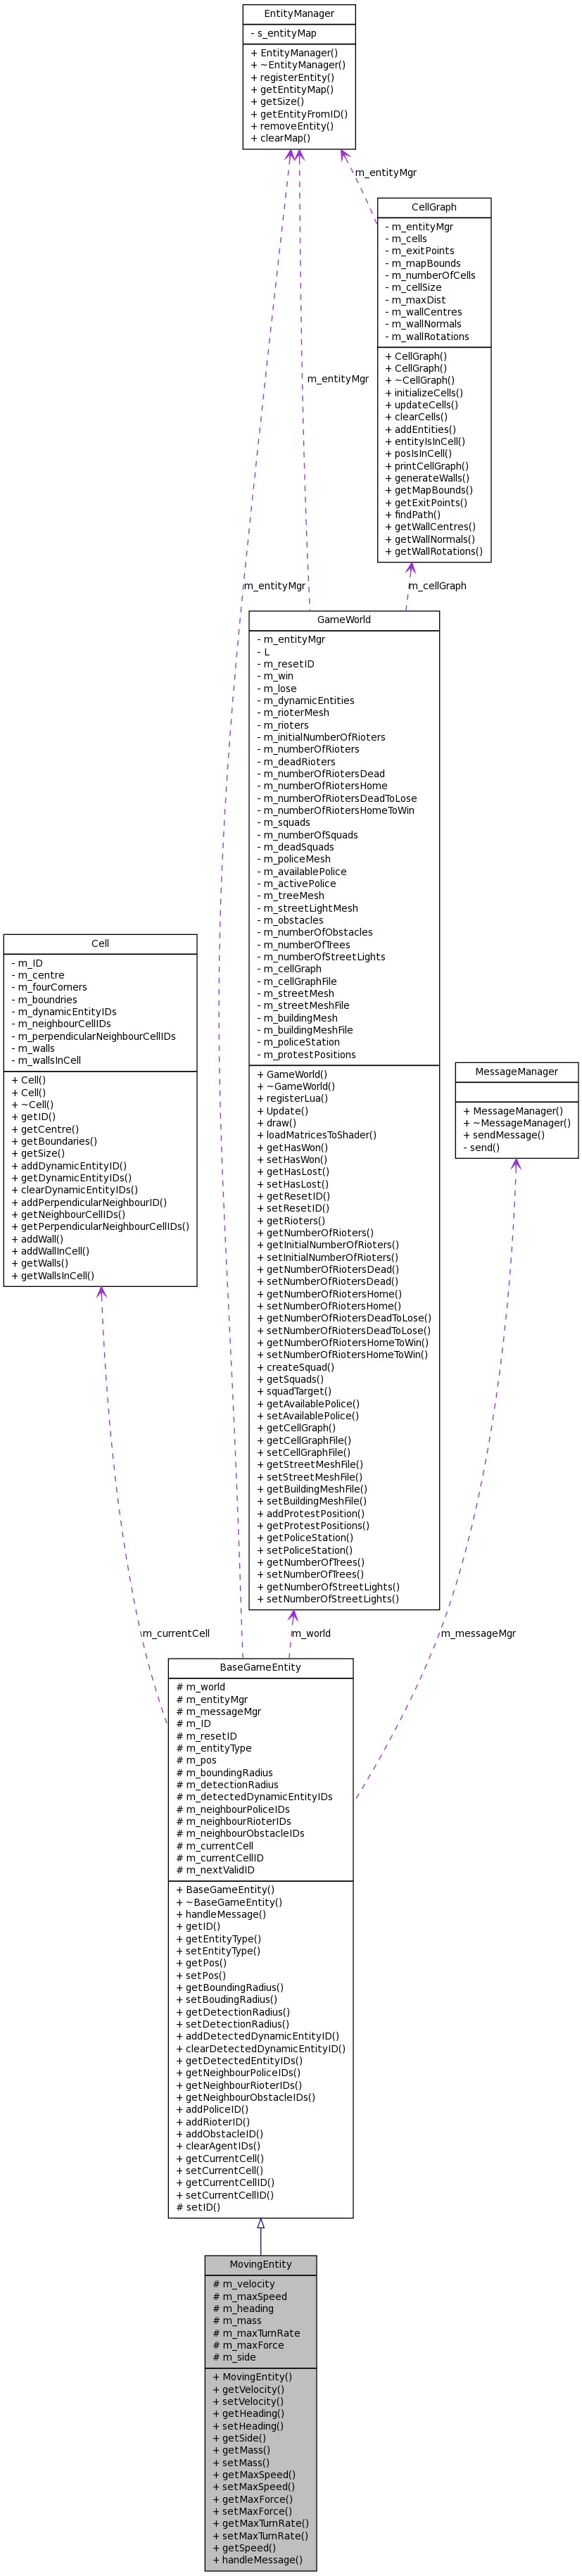 EntityManager
- s_entityMap
+ EntityManager()
+ ~EntityManager()
+ registerEntity()
+ getEntityMap()
+ getSize()
+ getEntityFromID()
+ removeEntity()
+ clearMap()
m_entityMgr
CellGraph
- m_entityMgr
- m_cells
- m_exitPoints
- m_mapBounds
- m_numberOfCells
- m_cellSize
- m_maxDist
- m_wallCentres
- m_wallNormals
- m_wallRotations
+ CellGraph()
+ CellGraph()
+ ~CellGraph()
+ initializeCells()
+ updateCells()
+ clearCells()
+ addEntities()
+ entityIsInCell()
+ posIsInCell()
+ printCellGraph()
+ generateWalls()
+ getMapBounds()
+ getExitPoints()
+ findPath()
+ getWallCentres()
+ getWallNormals()
+ getWallRotations()
m_entityMgr
m_entityMgr
m_cellGraph
GameWorld
- m_entityMgr
- L
- m_resetID
- m_win
- m_lose
- m_dynamicEntities
- m_rioterMesh
- m_rioters
- m_initialNumberOfRioters
- m_numberOfRioters
- m_deadRioters
- m_numberOfRiotersDead
- m_numberOfRiotersHome
- m_numberOfRiotersDeadToLose
- m_numberOfRiotersHomeToWin
- m_squads
- m_numberOfSquads
- m_deadSquads
- m_policeMesh
- m_availablePolice
- m_activePolice
- m_treeMesh
- m_streetLightMesh
- m_obstacles
- m_numberOfObstacles
- m_numberOfTrees
- m_numberOfStreetLights
- m_cellGraph
- m_cellGraphFile
- m_streetMesh
- m_streetMeshFile
- m_buildingMesh
- m_buildingMeshFile
- m_policeStation
- m_protestPositions
+ GameWorld()
+ ~GameWorld()
+ registerLua()
+ Update()
+ draw()
+ loadMatricesToShader()
+ getHasWon()
+ setHasWon()
+ getHasLost()
+ setHasLost()
+ getResetID()
+ setResetID()
+ getRioters()
+ getNumberOfRioters()
+ getInitialNumberOfRioters()
+ setInitialNumberOfRioters()
+ getNumberOfRiotersDead()
+ setNumberOfRiotersDead()
+ getNumberOfRiotersHome()
+ setNumberOfRiotersHome()
+ getNumberOfRiotersDeadToLose()
+ setNumberOfRiotersDeadToLose()
+ getNumberOfRiotersHomeToWin()
+ setNumberOfRiotersHomeToWin()
+ createSquad()
+ getSquads()
+ squadTarget()
+ getAvailablePolice()
+ setAvailablePolice()
+ getCellGraph()
+ getCellGraphFile()
+ setCellGraphFile()
+ getStreetMeshFile()
+ setStreetMeshFile()
+ getBuildingMeshFile()
+ setBuildingMeshFile()
+ addProtestPosition()
+ getProtestPositions()
+ getPoliceStation()
+ setPoliceStation()
+ getNumberOfTrees()
+ setNumberOfTrees()
+ getNumberOfStreetLights()
+ setNumberOfStreetLights()
Cell
- m_ID
- m_centre
- m_fourCorners
- m_boundries
- m_dynamicEntityIDs
- m_neighbourCellIDs
- m_perpendicularNeighbourCellIDs
- m_walls
- m_wallsInCell
+ Cell()
+ Cell()
+ ~Cell()
+ getID()
+ getCentre()
+ getBoundaries()
+ getSize()
+ addDynamicEntityID()
+ getDynamicEntityIDs()
+ clearDynamicEntityIDs()
+ addPerpendicularNeighbourID()
+ getNeighbourCellIDs()
+ getPerpendicularNeighbourCellIDs()
+ addWall()
+ addWallInCell()
+ getWalls()
+ getWallsInCell()
MessageManager
+ MessageManager()
+ ~MessageManager()
+ sendMessage()
- send()
m_currentCell
m_world
m_messageMgr
BaseGameEntity
# m_world
# m_entityMgr
# m_messageMgr
# m_ID
# m_resetID
# m_entityType
# m_pos
# m_boundingRadius
# m_detectionRadius
# m_detectedDynamicEntityIDs
# m_neighbourPoliceIDs
# m_neighbourRioterIDs
# m_neighbourObstacleIDs
# m_currentCell
# m_currentCellID
# m_nextValidID
+ BaseGameEntity()
+ ~BaseGameEntity()
+ handleMessage()
+ getID()
+ getEntityType()
+ setEntityType()
+ getPos()
+ setPos()
+ getBoundingRadius()
+ setBoudingRadius()
+ getDetectionRadius()
+ setDetectionRadius()
+ addDetectedDynamicEntityID()
+ clearDetectedDynamicEntityID()
+ getDetectedEntityIDs()
+ getNeighbourPoliceIDs()
+ getNeighbourRioterIDs()
+ getNeighbourObstacleIDs()
+ addPoliceID()
+ addRioterID()
+ addObstacleID()
+ clearAgentIDs()
+ getCurrentCell()
+ setCurrentCell()
+ getCurrentCellID()
+ setCurrentCellID()
# setID()
MovingEntity
# m_velocity
# m_maxSpeed
# m_heading
# m_mass
# m_maxTurnRate
# m_maxForce
# m_side
+ MovingEntity()
+ getVelocity()
+ setVelocity()
+ getHeading()
+ setHeading()
+ getSide()
+ getMass()
+ setMass()
+ getMaxSpeed()
+ setMaxSpeed()
+ getMaxForce()
+ setMaxForce()
+ getMaxTurnRate()
+ setMaxTurnRate()
+ getSpeed()
+ handleMessage()